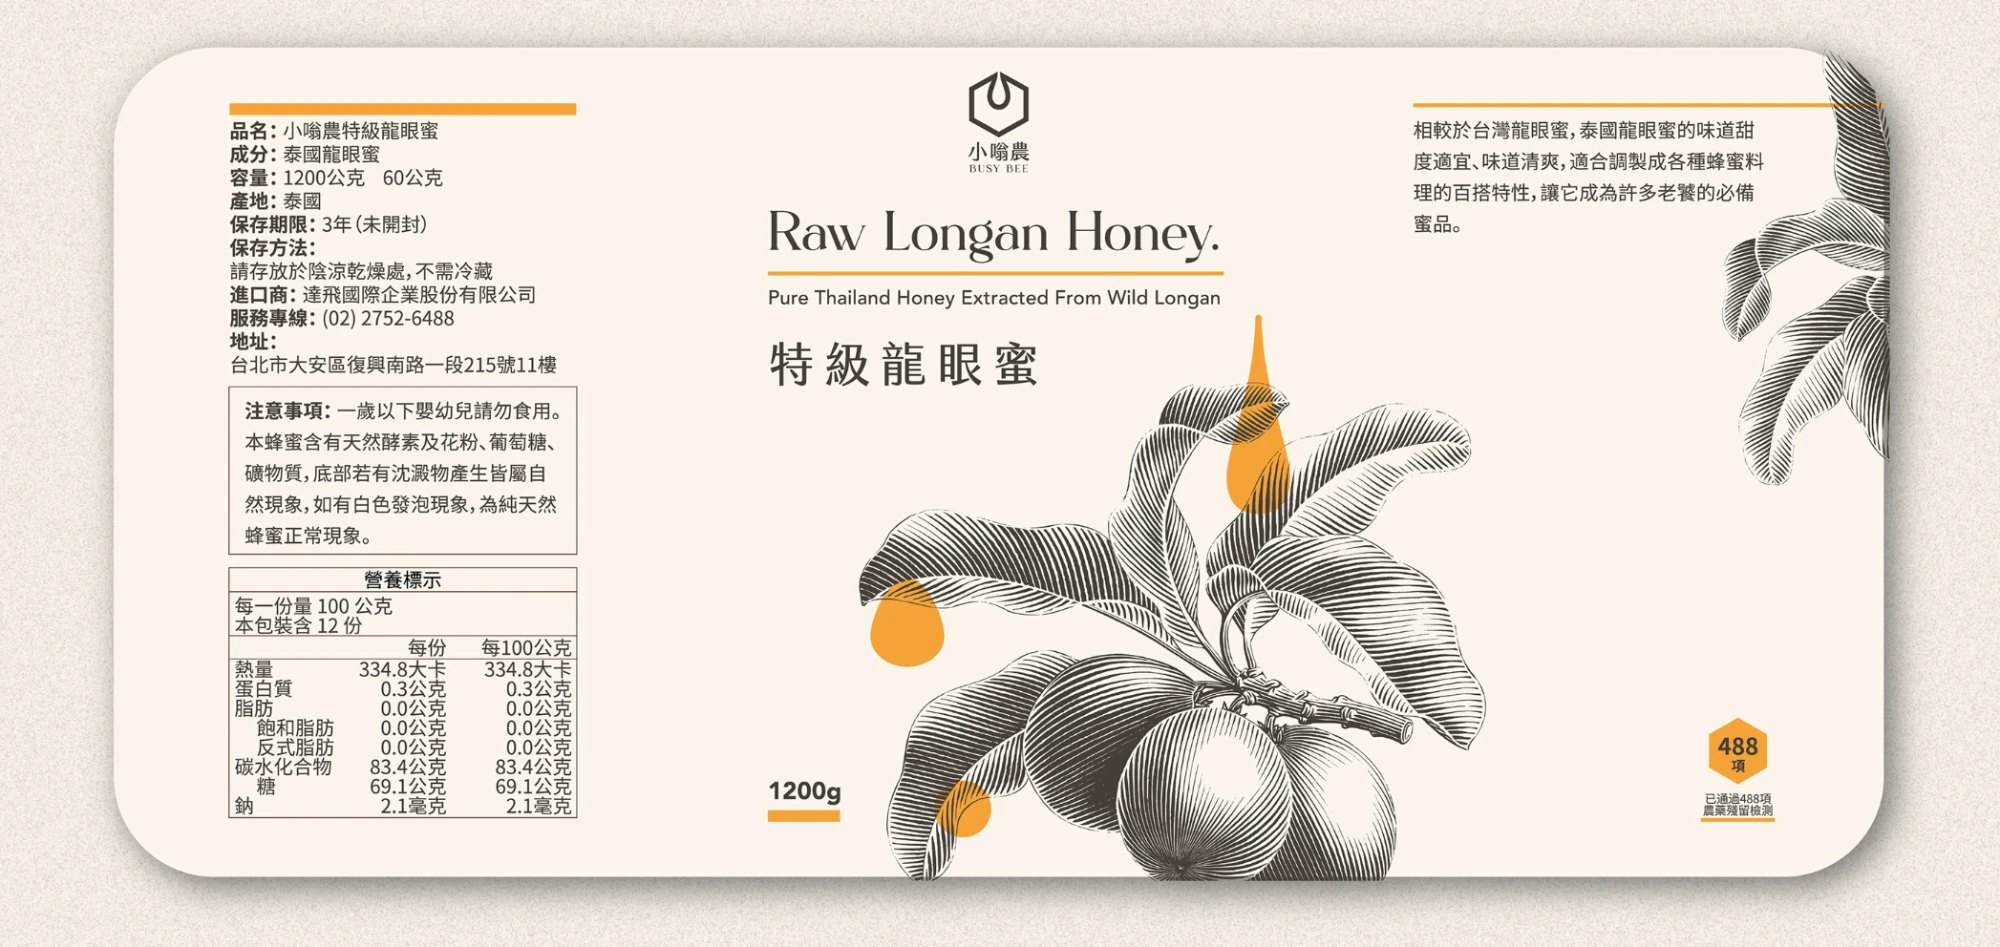 品名：小嗡農特級龍眼蜜
成分：泰國龍眼蜜
容量：1200公克　60公克
產地：泰國
保存期限：3年（未開封）
保存方法：
請存放於陰涼乾燥處，不需冷藏
進口商：達飛國際企業股份有限公司
服務專線：(02) 2752-6488
地址：
台北市大安區復興南路一段215號11樓
注意事項：一歲以下嬰幼兒請勿食用。
本蜂蜜含有天然酵素及花粉、葡萄糖、
礦物質，底部若有沈澱物產生皆屬自
然現象，如有白色發泡現象，為純天然
蜂蜜正常現象。
營養標示
每一份量 100 公克
本包裝含 12 份
每份　每100公克
熱量　334.8大卡　334.8大卡
蛋白質　0.3公克　0.3公克
脂肪　0.0公克　0.0公克
飽和脂肪　0.0公克　0.0公克
反式脂肪　0.0公克　0.0公克
碳水化合物　83.4公克　83.4公克
糖　69.1公克　69.1公克
鈉　2.1毫克　2.1毫克
小嗡農
BUSY BEE
Raw Longan Honey.
Pure Thailand Honey Extracted From Wild Longan
特級龍眼蜜
1200g
相較於台灣龍眼蜜，泰國龍眼蜜的味道甜
度適宜、味道清爽，適合調製成各種蜂蜜料
理的百搭特性，讓它成為許多老饕的必備
蜜品。
488
項
已通過488項
農藥殘留檢測